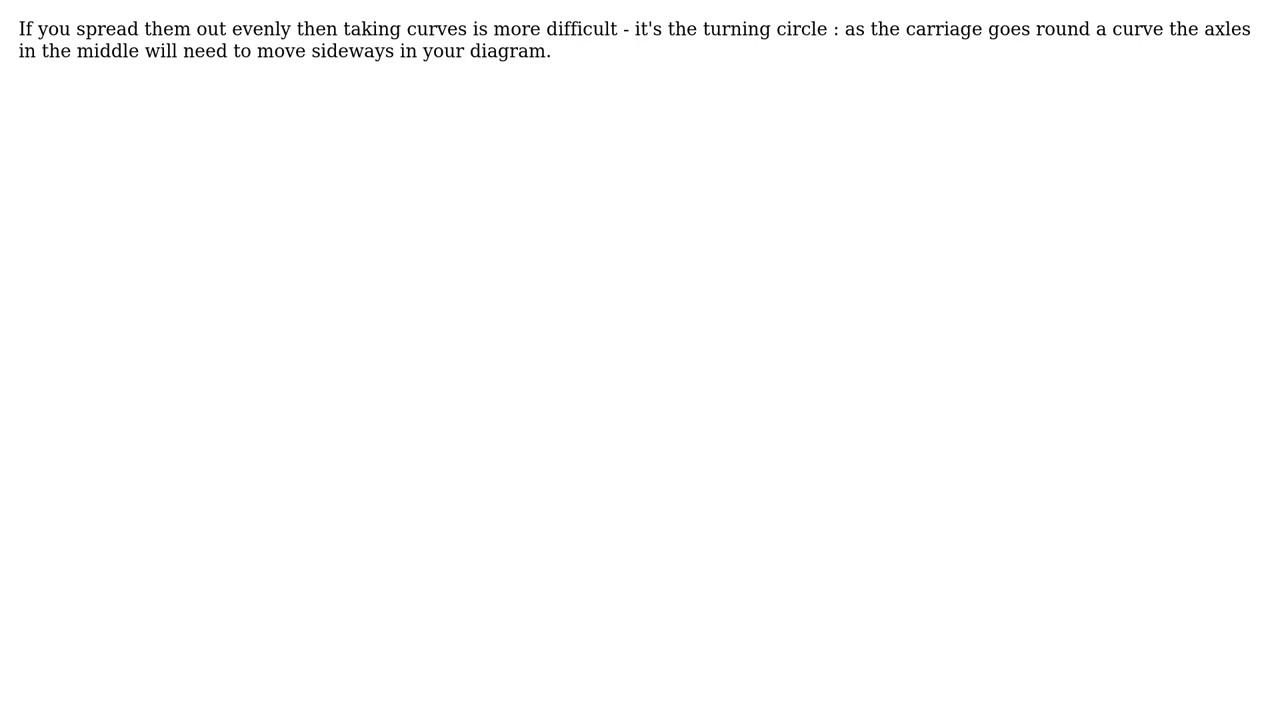 If you spread them out evenly then taking curves is more difficult - it's the turning circle : as the carriage goes round a curve the axles
in the middle will need to move sideways in your diagram.